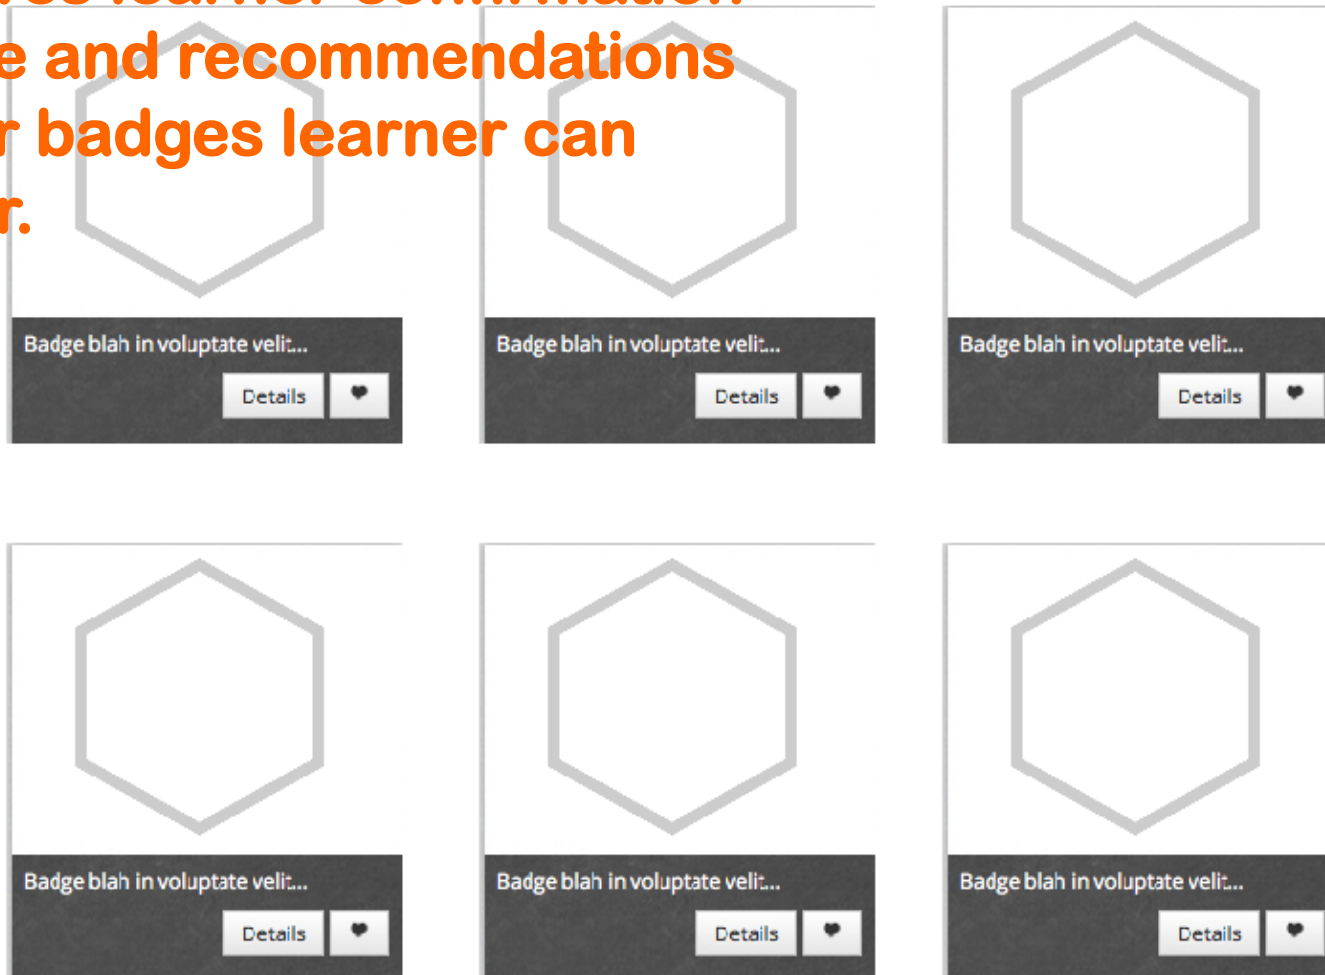 learner confirmation
and recommendations
badges learner can
Badge blah in voluptate velit...
Details
Badge blah in voluptate velit...
Details
Badge blah in voluptate velit...
Details
Badge blah in voluptate velit...
Details
Badge blah in voluptate velit...
Details
Badge blah in voluptate velit...
Details